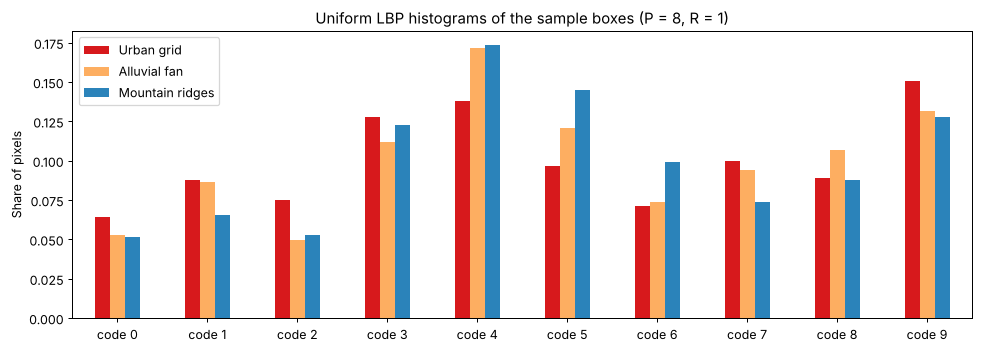 Uniform LBP histograms of the sample boxes (P = 8, R = 1)
Urban grid
Alluvial fan
Mountain ridges
Share of pixels
0.175
0.150
0.125
0.100
0.075
0.050
0.025
0.000
code 0 code 1 code 2 code 3 code 4 code 5 code 6 code 7 code 8 code 9